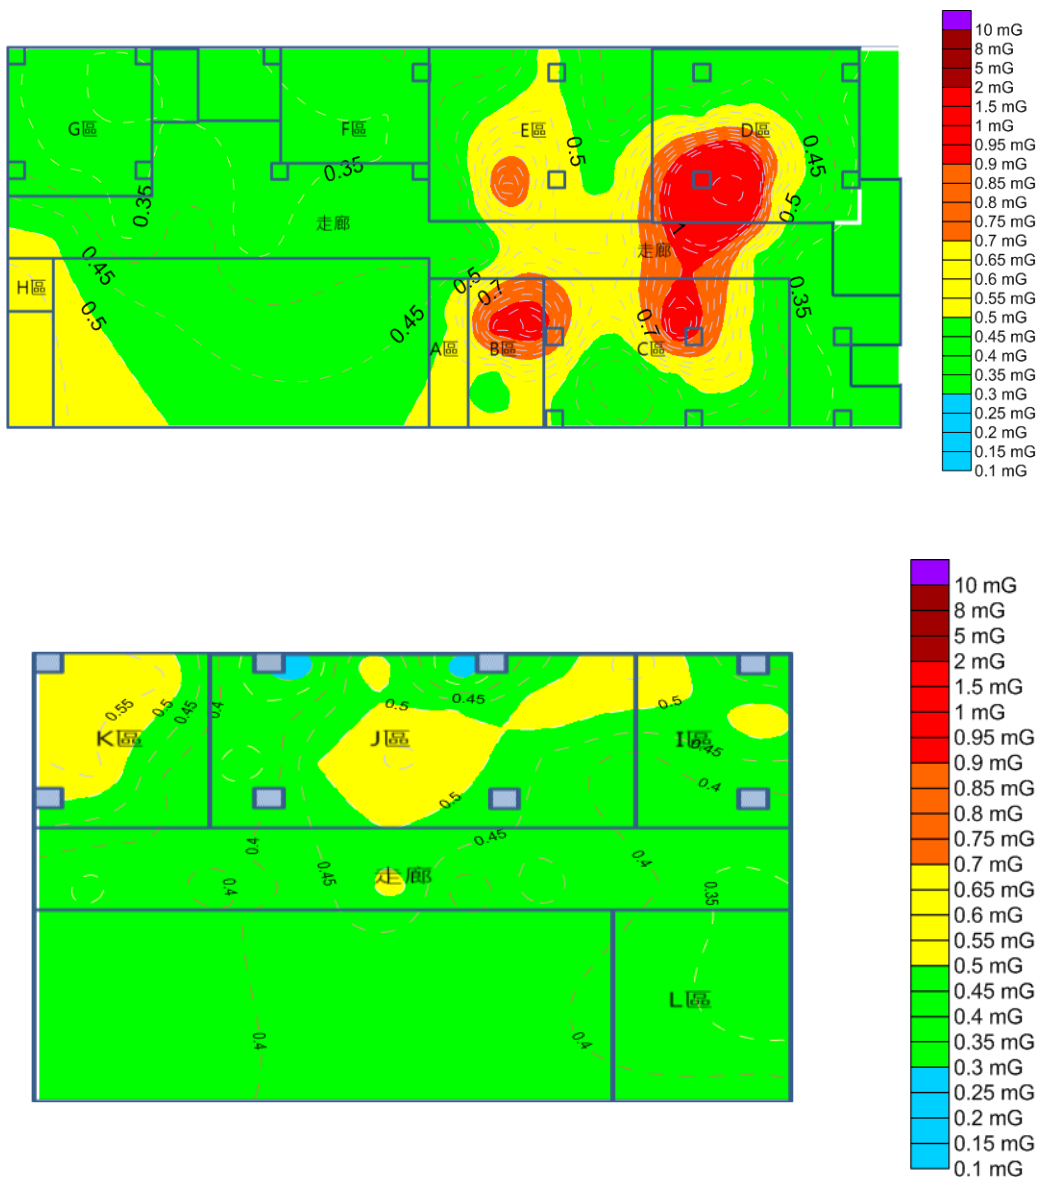 10 mG
8 mG
5 mG
2 mG
1.5 mG
1 mG
0.95 mG
0.9 mG
0.85 mG
0.8 mG
0.75 mG
0.7 mG
0.65 mG
0.6 mG
0.55 mG
0.5 mG
0.45 mG
0.4 mG
0.35 mG
0.3 mG
0.25 mG
0.2 mG
0.15 mG
0.1 mG
G區
F區
E區
D區
0.5
0.45
0.35
0.35
0.5
走廊
1
走廊
0.45
H區
0.5
0.5
0.7
0.35
0.45
0.7
A區
B區
C區
10 mG
8 mG
5 mG
2 mG
1.5 mG
1 mG
0.95 mG
0.9 mG
0.85 mG
0.8 mG
0.75 mG
0.7 mG
0.65 mG
0.6 mG
0.55 mG
0.5 mG
0.45 mG
0.4 mG
0.35 mG
0.3 mG
0.25 mG
0.2 mG
0.15 mG
0.1 mG
0.55
0.5
0.45
0.4
0.5
0.45
0.5
K區
J區
I區
0.45
0.4
0.5
0.4
0.45
0.4
0.4
0.45
走廊
0.35
L區
0.4
0.4